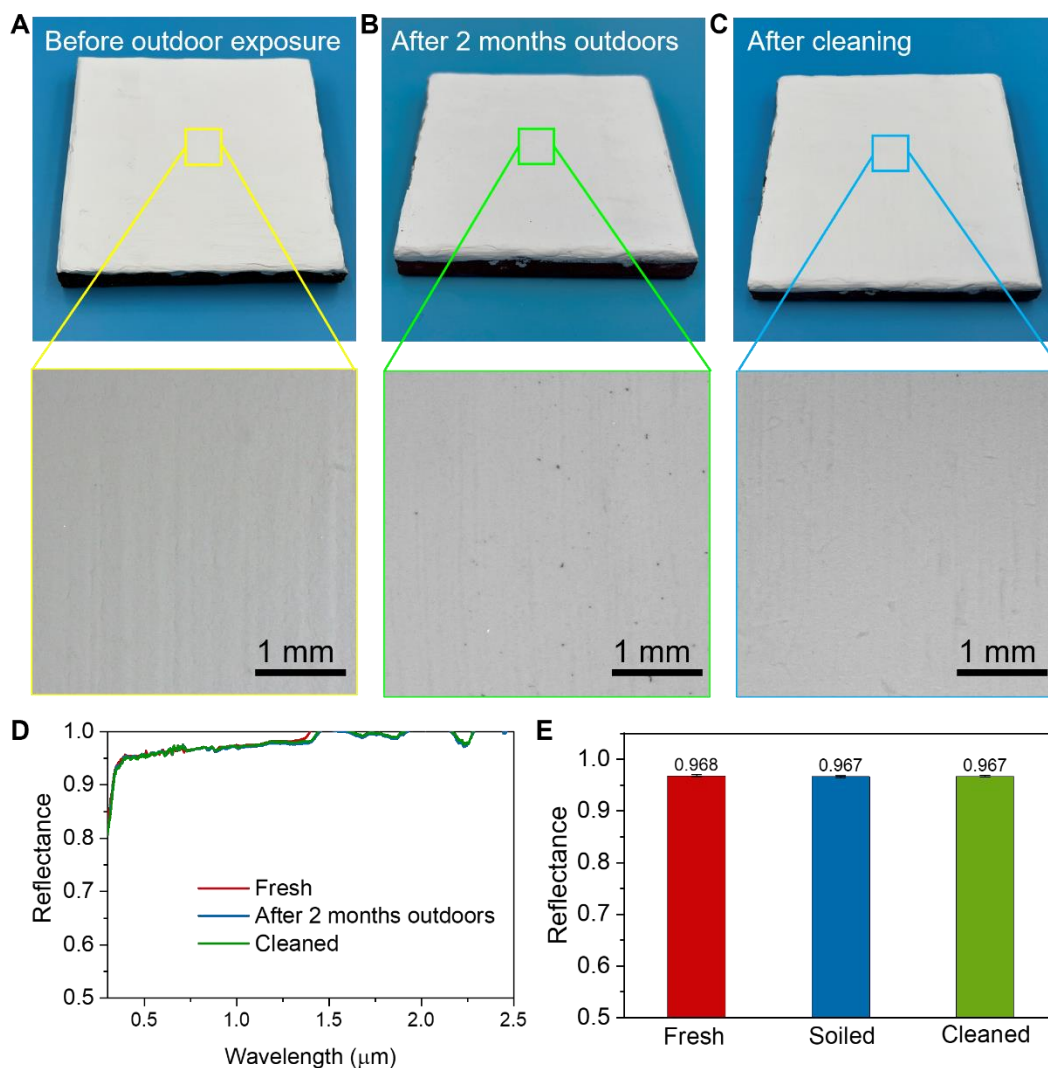 A
Before outdoor exposure
B
After 2 months outdoors
C
After cleaning
1 mm
1 mm
1 mm
D
1.0
0.9
0.8
0.7
0.6
0.5
Reflectance
Fresh
After 2 months outdoors
Cleaned
0.5
1.0
1.5
2.0
2.5
Wavelength (μm)
E
1.0
0.9
0.8
0.7
0.6
0.5
Reflectance
0.968
0.967
0.967
Fresh
Soiled
Cleaned